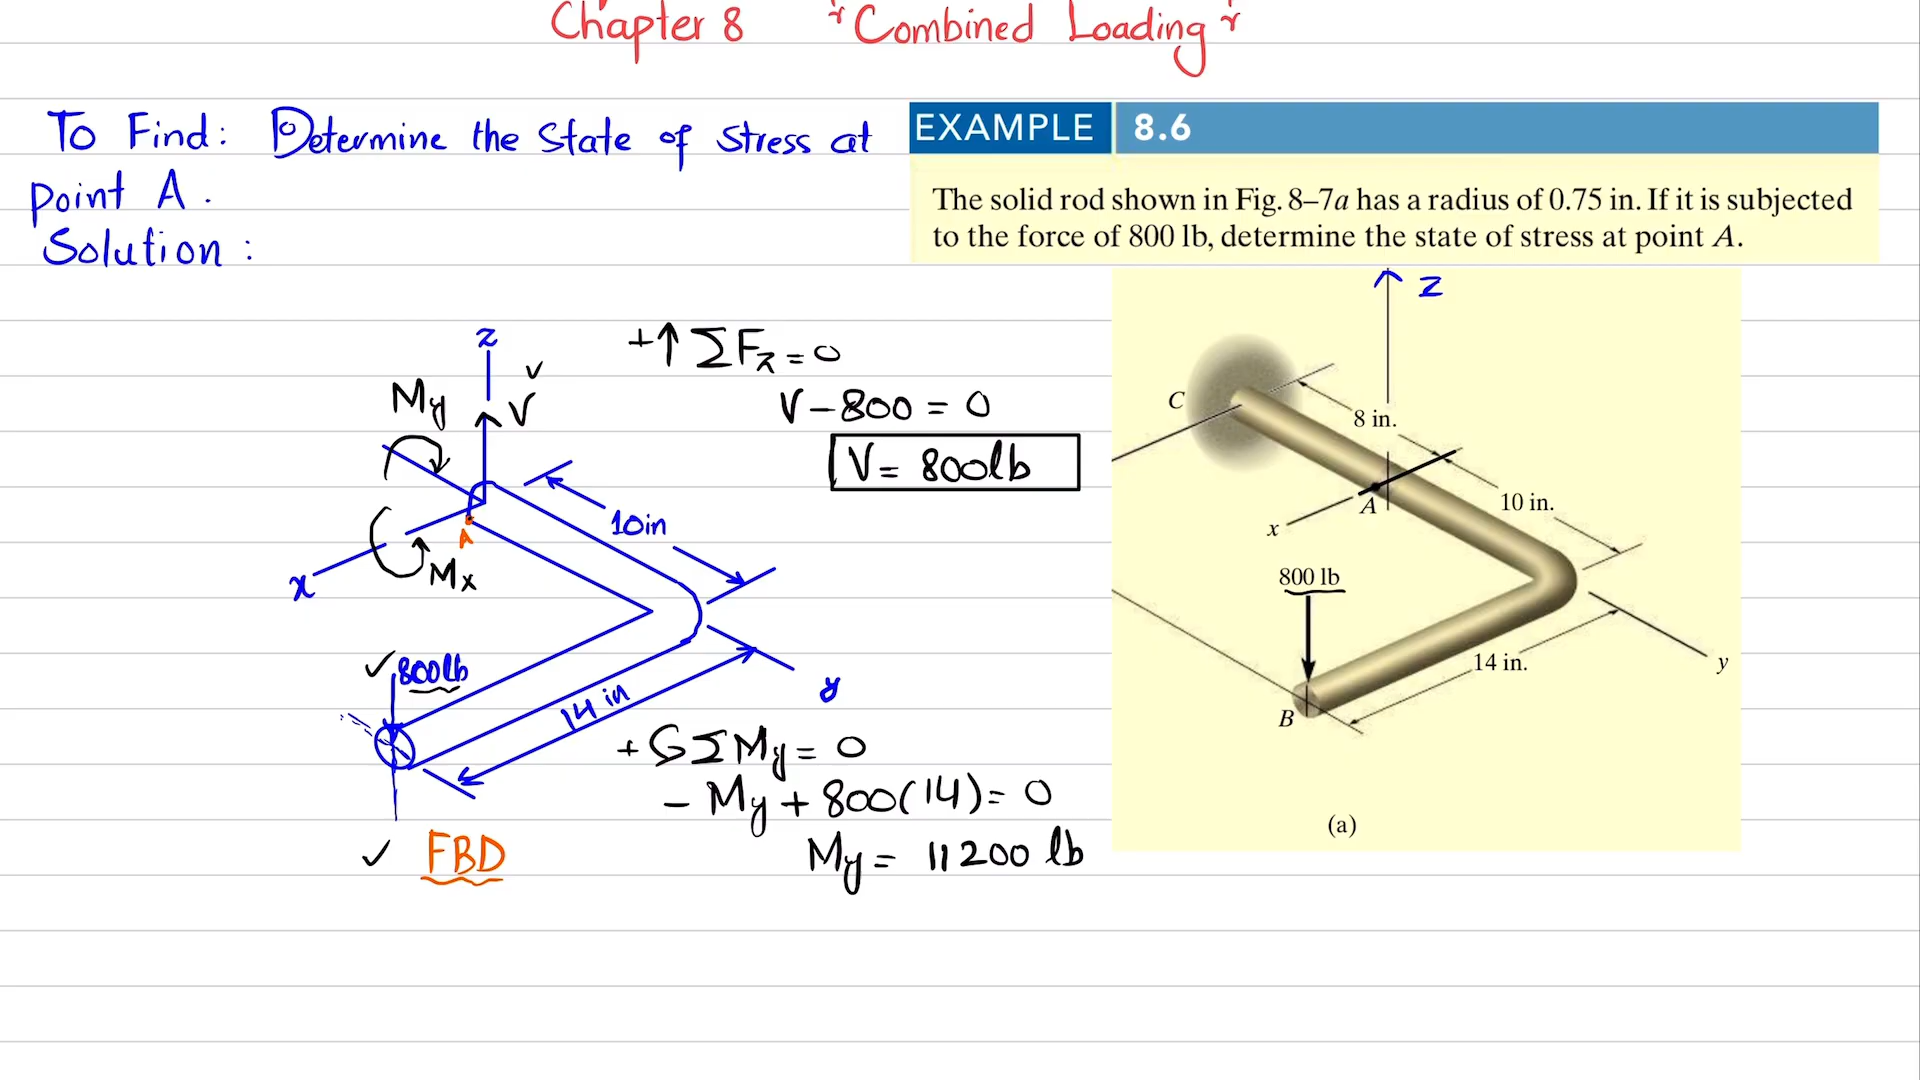 Chapter 8 "Combined Loading"
To Find: Determine the State of Stress at
point A.
Solution:
EXAMPLE 8.6
The solid rod shown in Fig. 8–7a has a radius of 0.75 in. If it is subjected
to the force of 800 lb, determine the state of stress at point A.
z
V
My
A
Mx
x
10in
800lb
14 in
y
FBD
+↑ ΣFz = 0
V – 800 = 0
V = 800lb
+ ΣMy = 0
- My + 800(14) = 0
My = 11200 lb
z
C
8 in.
A
10 in.
x
800 lb
14 in.
y
B
(a)